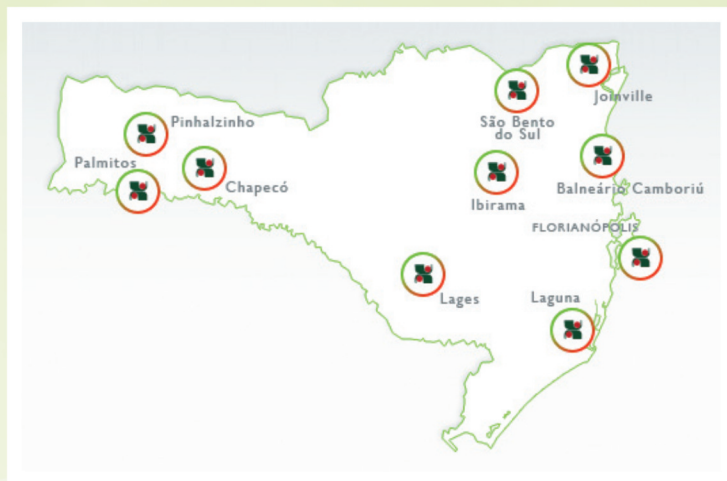 Joinville
Pinhalzinho
São Bento
do Sul
Palmitos
Chapecó
Balneário Camboriú
Ibirama
FLORIANÓPOLIS
Lages
Laguna